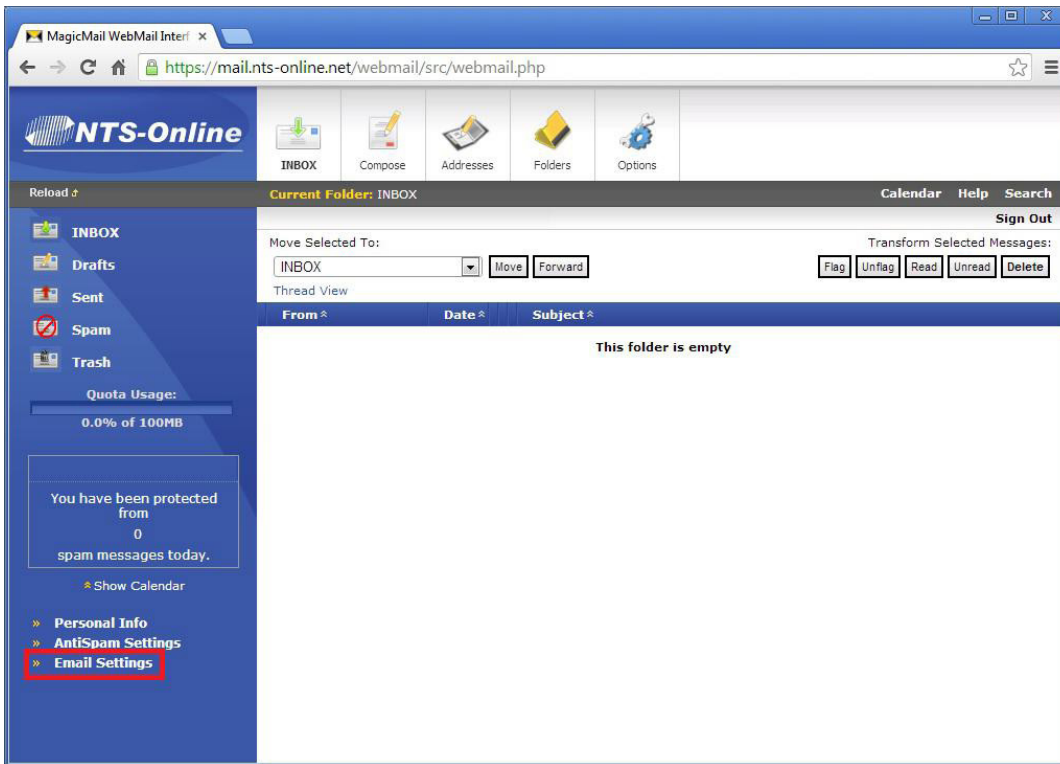 MagicMail WebMail Interf
https://mail.nts-online.net/webmail/src/webmail.php
NTS-Online
INBOX Compose Addresses Folders Options
Reload
Current Folder: INBOX Calendar Help Search
Sign Out
INBOX
Drafts
Sent
Spam
Trash
Quota Usage:
0.0% of 100MB
You have been protected
from
0
spam messages today.
Show Calendar
» Personal Info
» AntiSpam Settings
» Email Settings
Move Selected To: Transform Selected Messages:
INBOX Move Forward Flag Unflag Read Unread Delete
Thread View
From Date Subject
This folder is empty